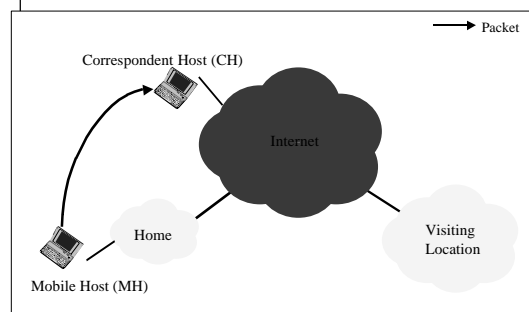 Packet
Correspondent Host (CH)
Internet
Home
Visiting
Location
Mobile Host (MH)